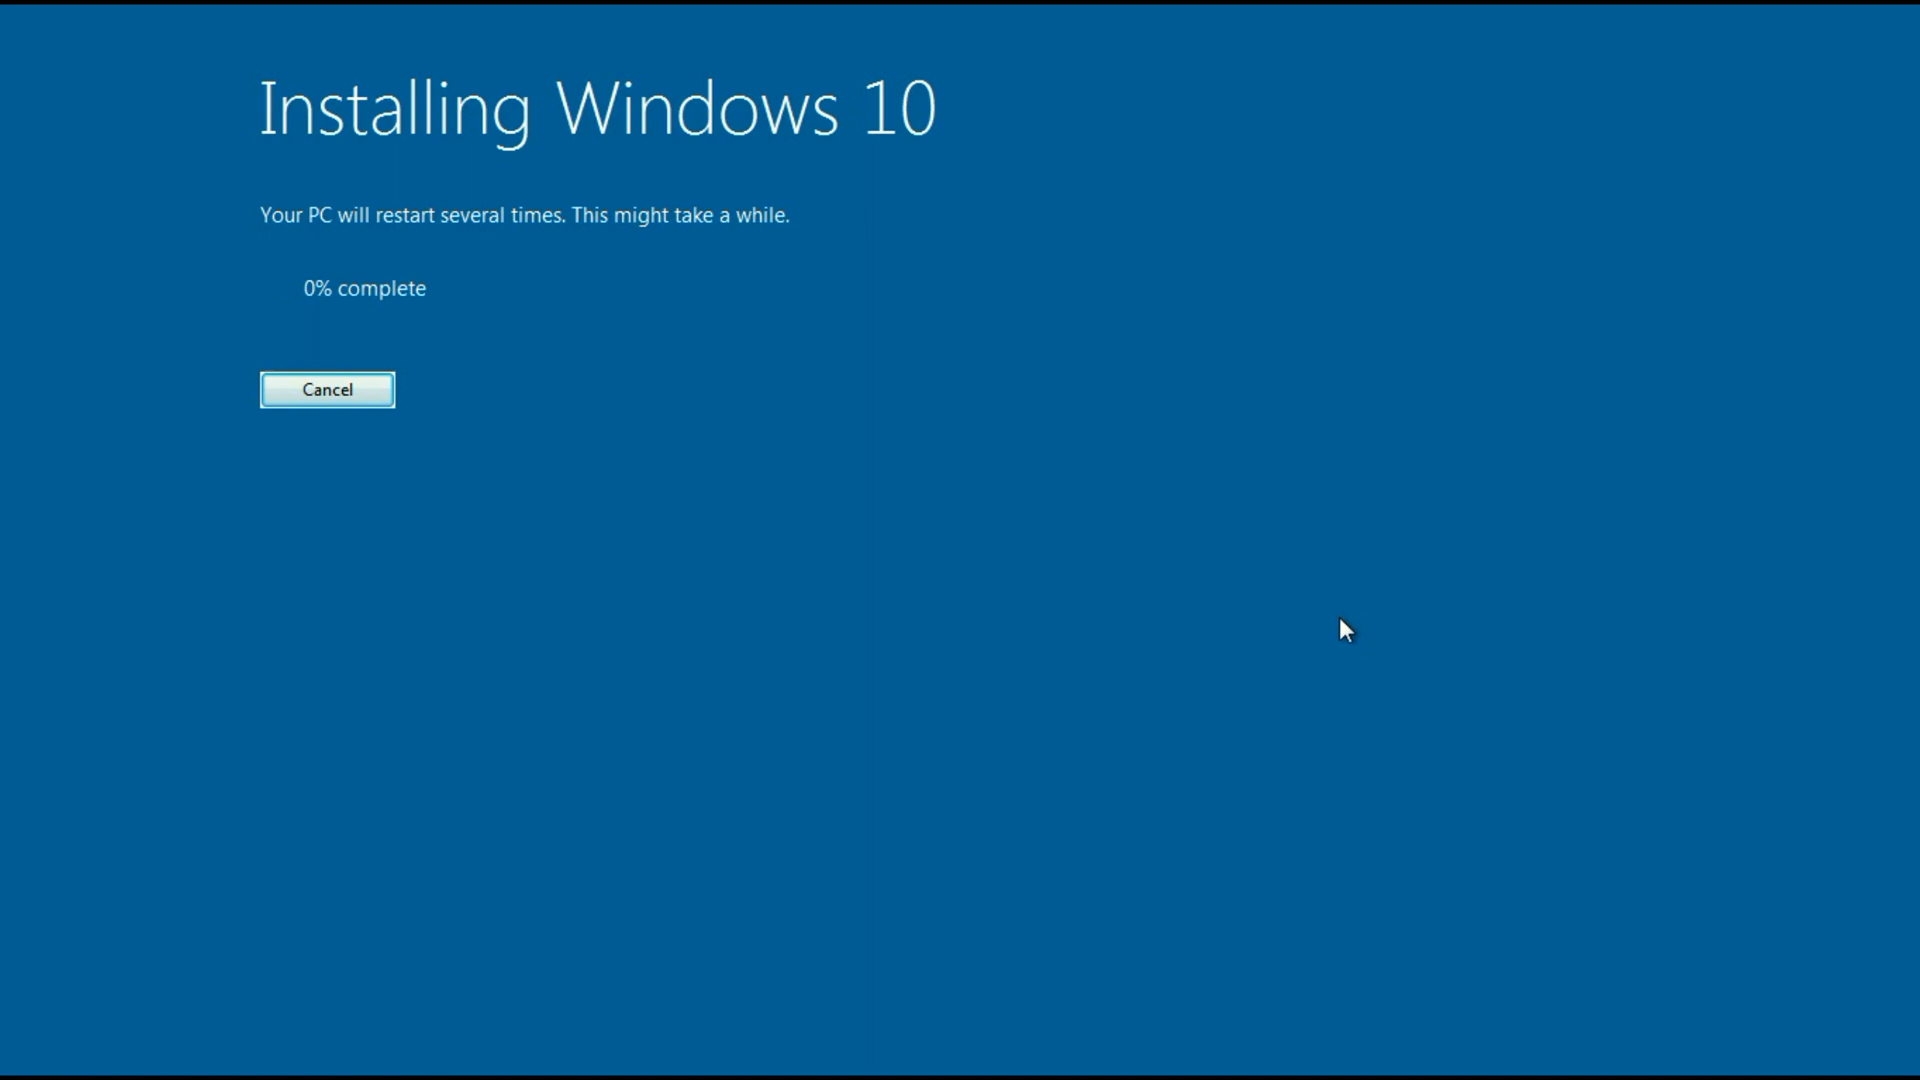 Installing Windows 10
Your PC will restart several times. This might take a while.
0% complete
Cancel